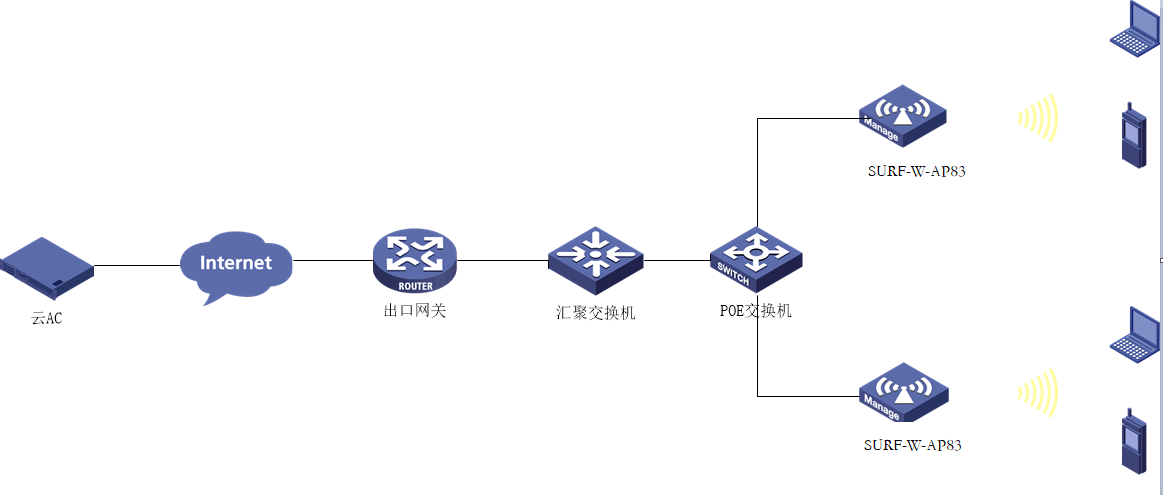 Manage
SURF-W-AP83
Internet
ROUTER
SWITCH
云AC
出口网关
汇聚交换机
POE交换机
Manage
SURF-W-AP83